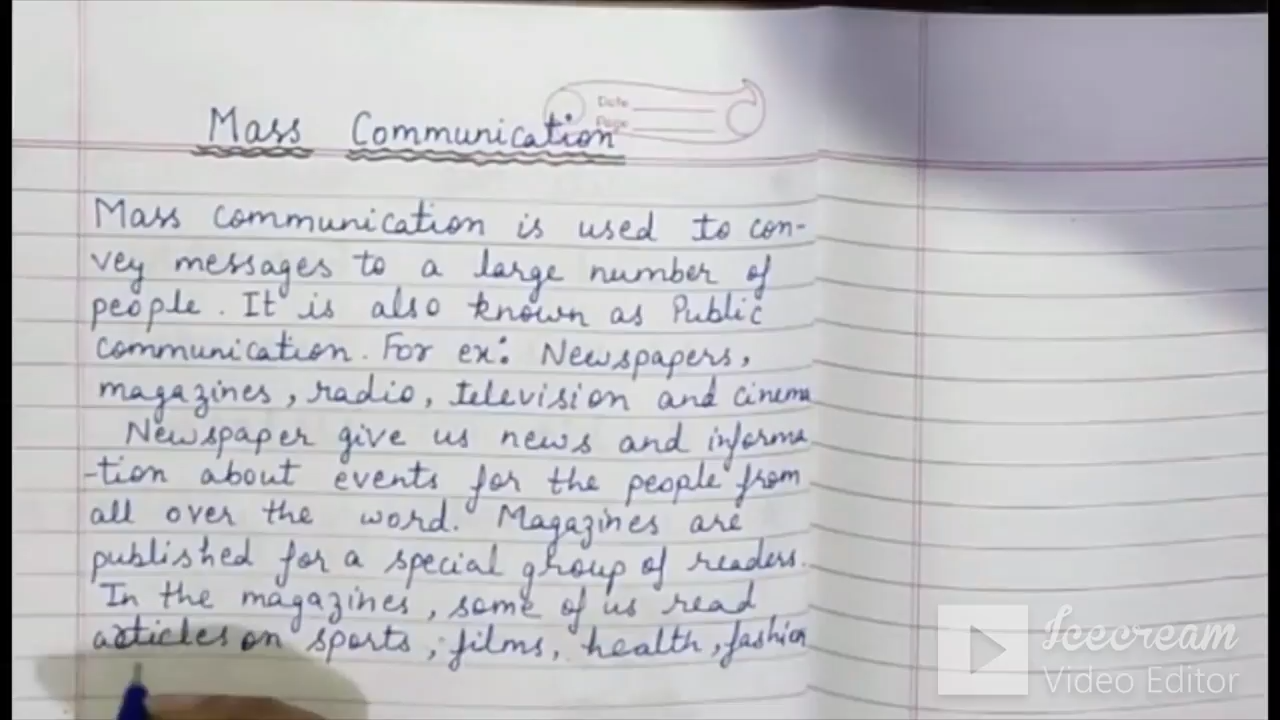 Date
Page
Mass Communication
Mass communication is used to con-
vey messages to a large number of
people. It is also known as Public
communication. For ex: Newspapers,
magazines, radio, television and cinema
Newspaper give us news and informa
-tion about events for the people from
all over the word. Magazines are
published for a special group of readers.
In the magazines, some of us read
articles on sports, films, health, fashion
Icecream
Video Editor